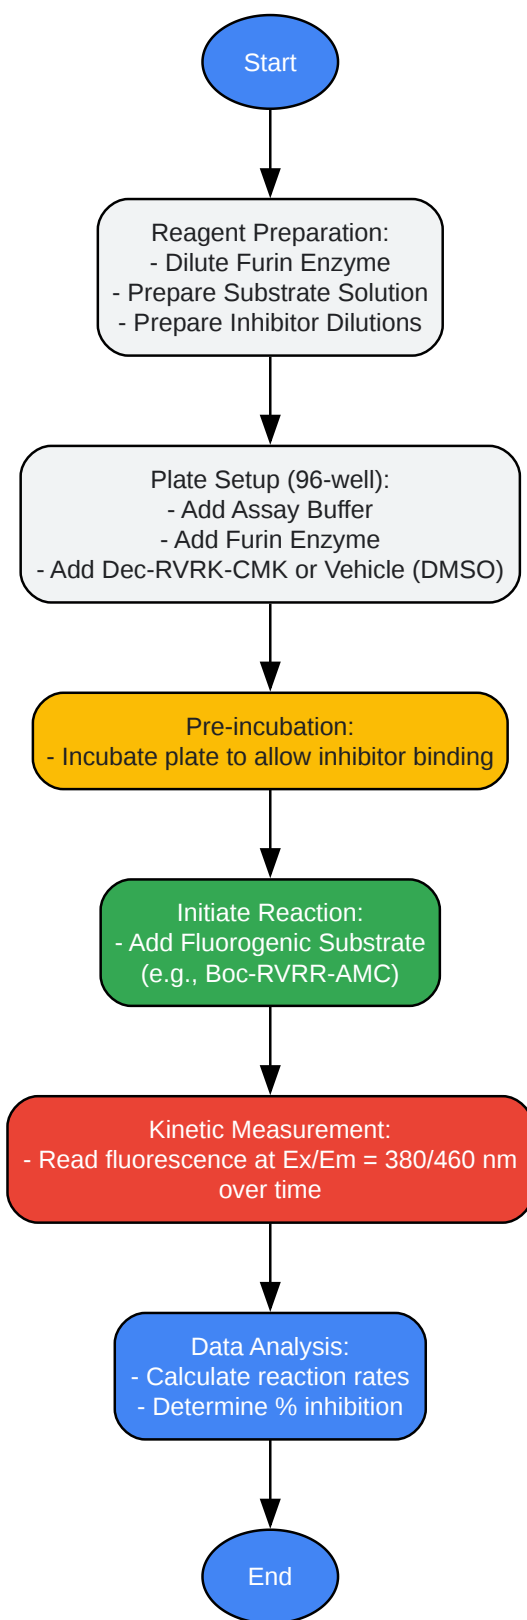 Start
Reagent Preparation:
- Dilute Furin Enzyme
- Prepare Substrate Solution
- Prepare Inhibitor Dilutions
Plate Setup (96-well):
- Add Assay Buffer
- Add Furin Enzyme
- Add Dec-RVRK-CMK or Vehicle (DMSO)
Pre-incubation:
- Incubate plate to allow inhibitor binding
Initiate Reaction:
- Add Fluorogenic Substrate
(e.g., Boc-RVRR-AMC)
Kinetic Measurement:
- Read fluorescence at Ex/Em = 380/460 nm
over time
Data Analysis:
- Calculate reaction rates
- Determine % inhibition
End